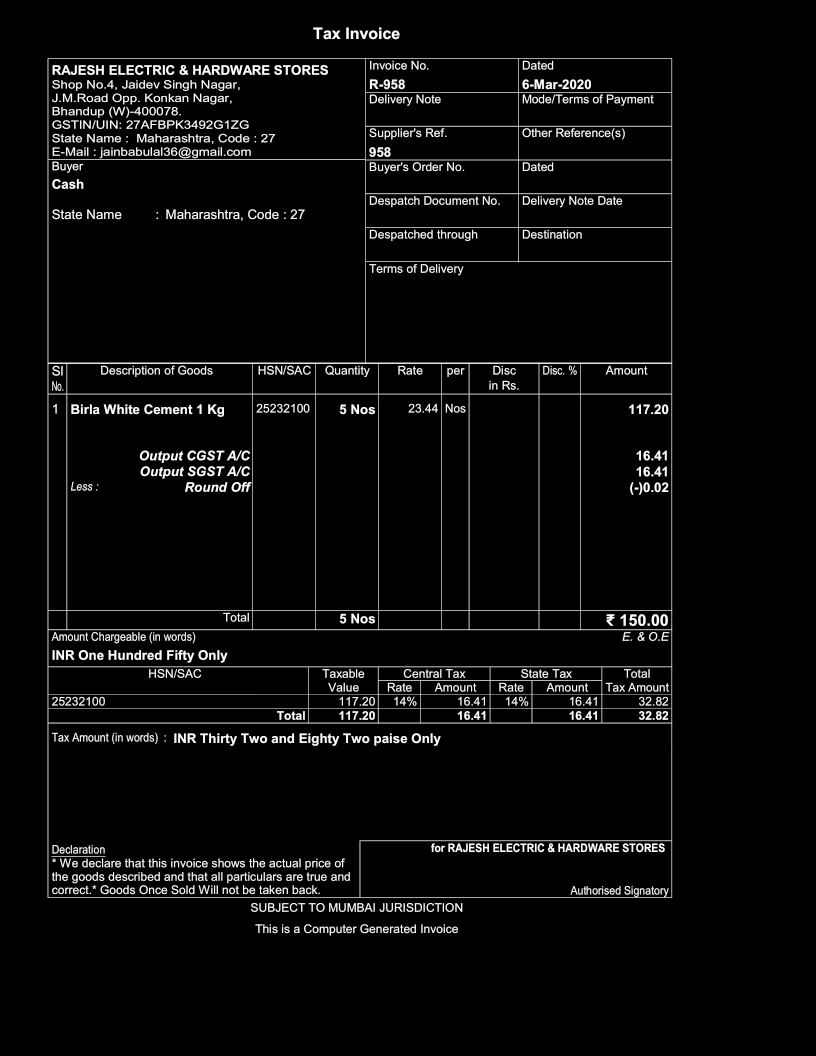 Tax Invoice
RAJESH ELECTRIC & HARDWARE STORES
Shop No.4, Jaidev Singh Nagar,
J.M.Road Opp. Konkan Nagar,
Bhandup (W)-400078.
GSTIN/UIN: 27AFBPK3492G1ZG
State Name : Maharashtra, Code : 27
E-Mail : jainbabulal36@gmail.com
Invoice No. Dated
R-958 6-Mar-2020
Delivery Note Mode/Terms of Payment
Supplier's Ref. Other Reference(s)
958
Buyer
Cash
State Name : Maharashtra, Code : 27
Buyer's Order No. Dated
Despatch Document No. Delivery Note Date
Despatched through Destination
Terms of Delivery
Sl Description of Goods HSN/SAC Quantity Rate per Disc Disc. % Amount
No. in Rs.
1 Birla White Cement 1 Kg 25232100 5 Nos 23.44 Nos 117.20
Output CGST A/C 16.41
Output SGST A/C 16.41
Less : Round Off (-)0.02
Total 5 Nos ₹ 150.00
Amount Chargeable (in words) E. & O.E
INR One Hundred Fifty Only
HSN/SAC Taxable Central Tax State Tax Total
Value Rate Amount Rate Amount Tax Amount
25232100 117.20 14% 16.41 14% 16.41 32.82
Total 117.20 16.41 16.41 32.82
Tax Amount (in words) : INR Thirty Two and Eighty Two paise Only
Declaration
* We declare that this invoice shows the actual price of
the goods described and that all particulars are true and
correct.* Goods Once Sold Will not be taken back.
for RAJESH ELECTRIC & HARDWARE STORES
Authorised Signatory
SUBJECT TO MUMBAI JURISDICTION
This is a Computer Generated Invoice